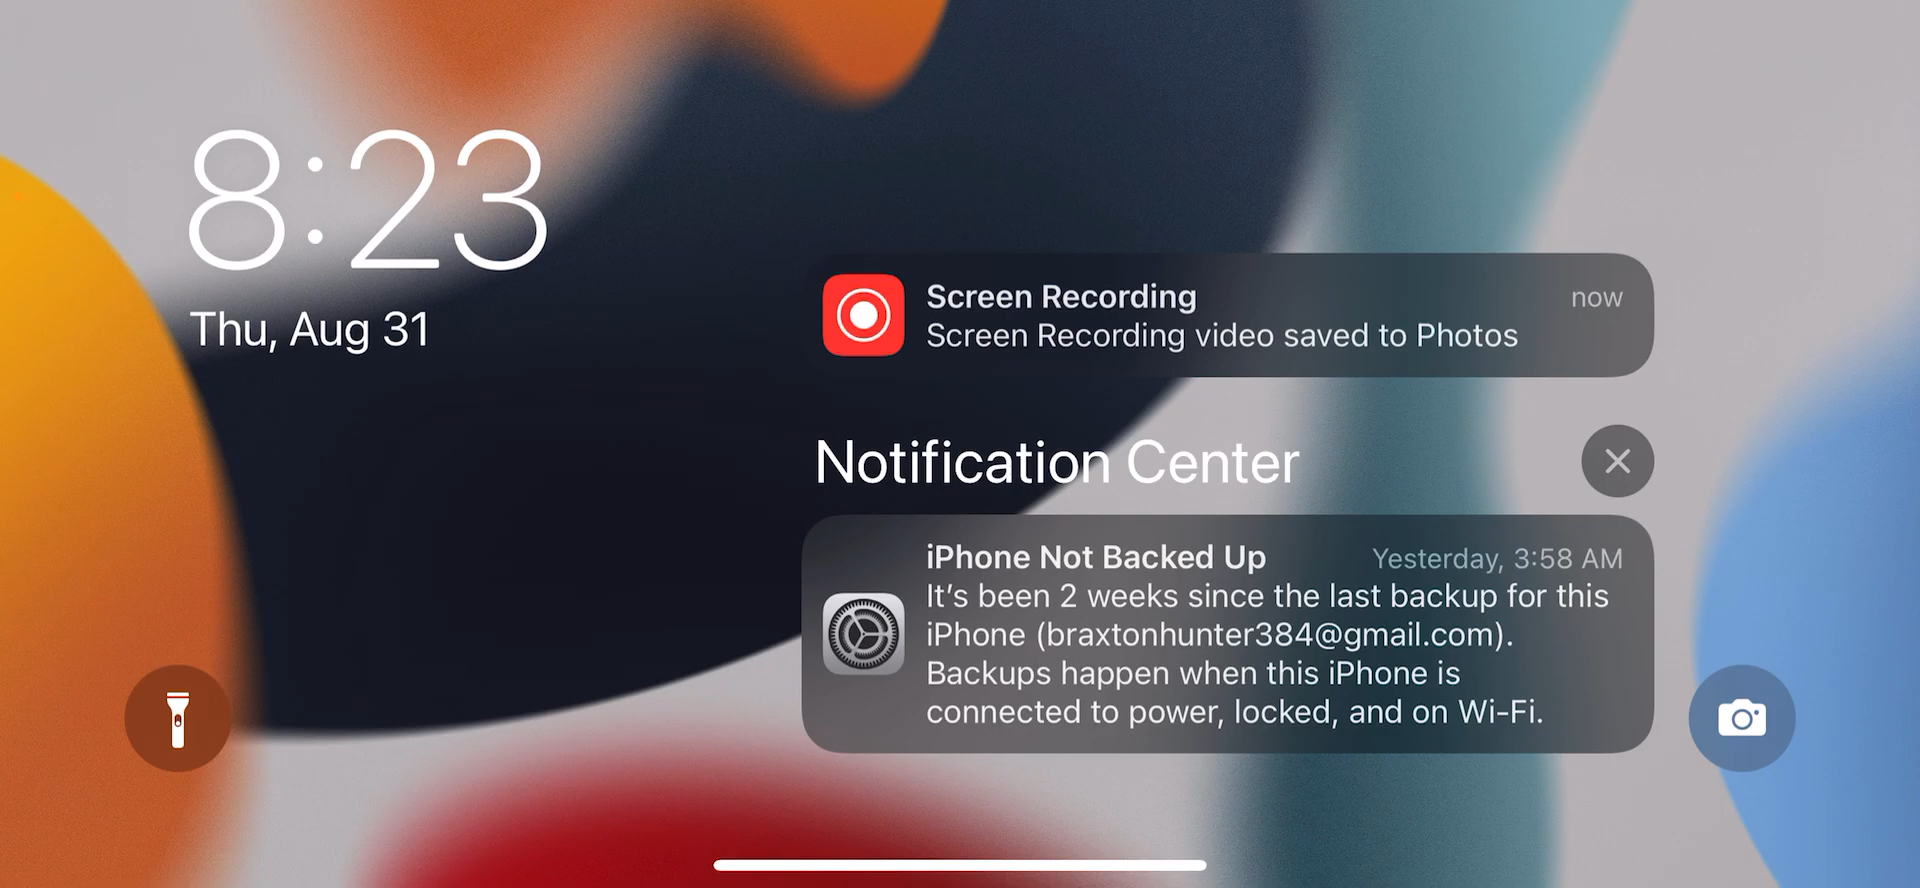 8:23
Thu, Aug 31
Screen Recording
now
Screen Recording video saved to Photos
Notification Center
iPhone Not Backed Up
Yesterday, 3:58 AM
It’s been 2 weeks since the last backup for this
iPhone (braxtonhunter384@gmail.com).
Backups happen when this iPhone is
connected to power, locked, and on Wi-Fi.